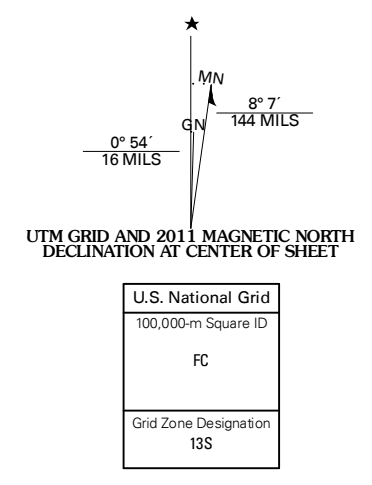 MN
GN
8° 7´
144 MILS
0° 54´
16 MILS
UTM GRID AND 2011 MAGNETIC NORTH
DECLINATION AT CENTER OF SHEET
U.S. National Grid
100,000-m Square ID
FC
Grid Zone Designation
13S